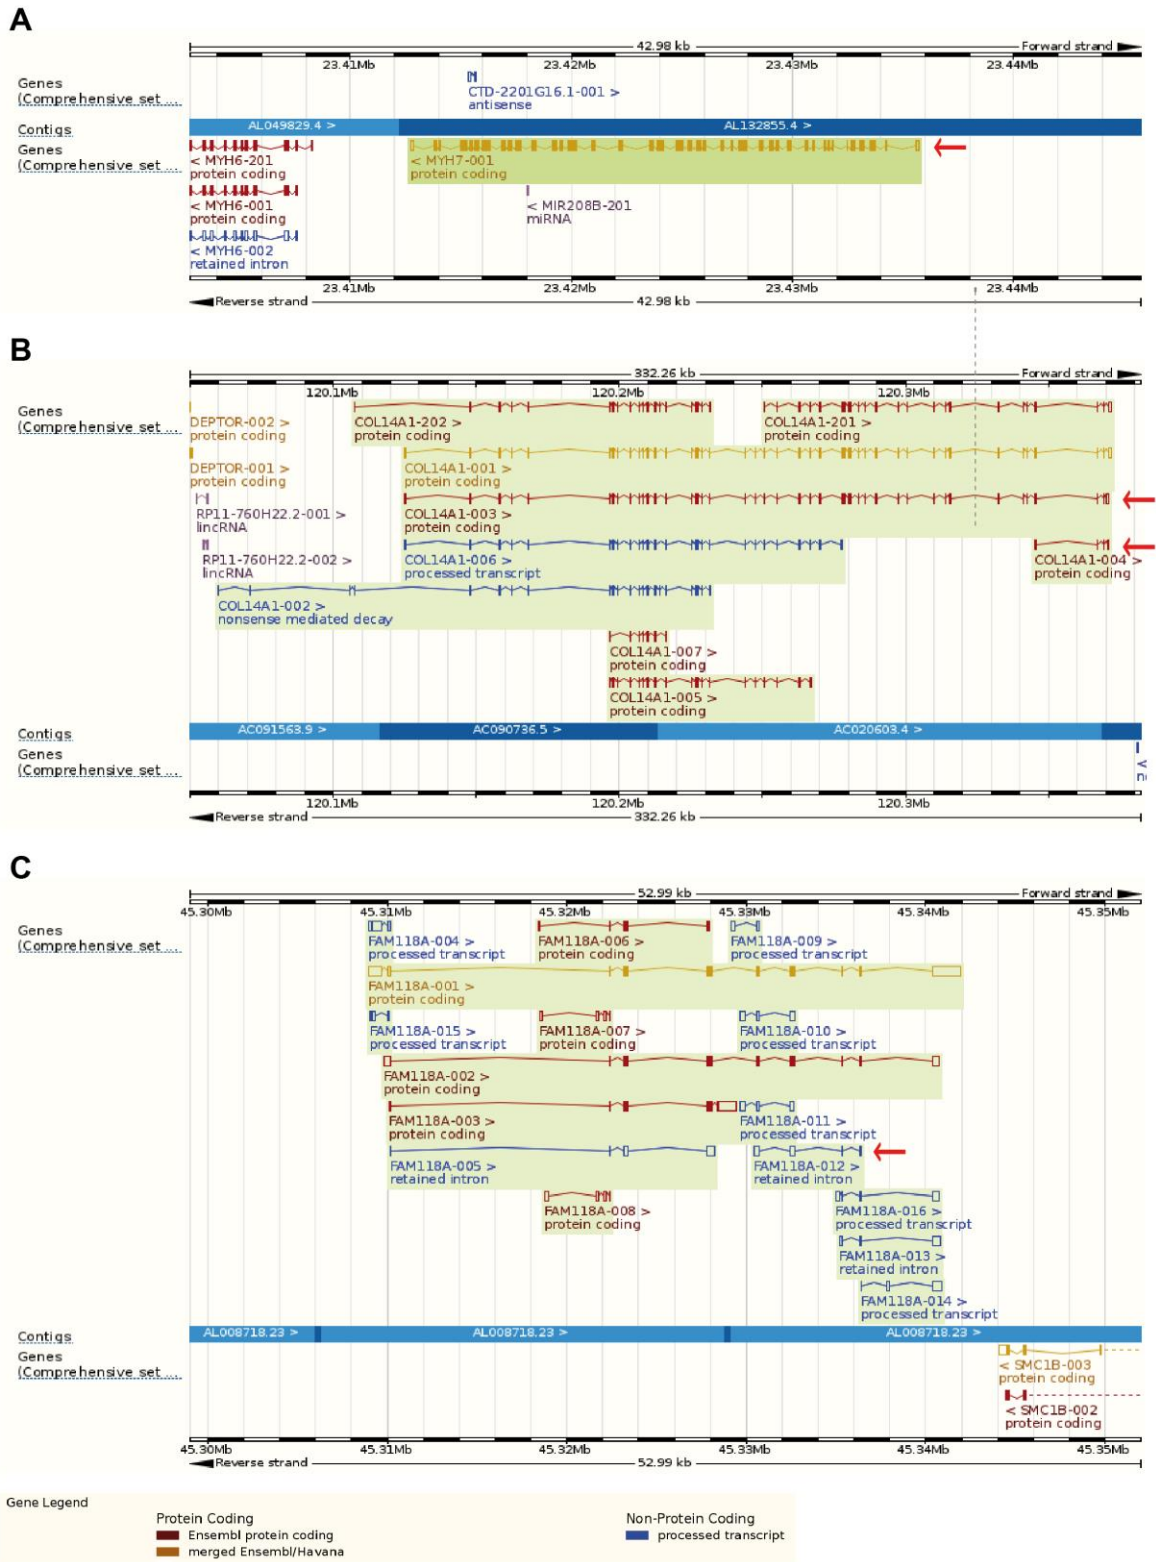 A
42.98 kb
Forward strand
23.41Mb 23.42Mb 23.43Mb 23.44Mb
Genes
(Comprehensive set ...
CTD-2201G16.1-001 >
antisense
Contigs
AL049829.4 > AL132855.4 >
Genes
(Comprehensive set ...
< MYH6-201
protein coding
< MYH7-001
protein coding
< MYH6-001
protein coding
< MIR208B-201
miRNA
< MYH6-002
retained intron
23.41Mb 23.42Mb 23.43Mb 23.44Mb
Reverse strand
42.98 kb
B
332.26 kb
Forward strand
120.1Mb 120.2Mb 120.3Mb
Genes
(Comprehensive set ...
DEPTOR-002 >
protein coding
COL14A1-202 >
protein coding
COL14A1-201 >
protein coding
DEPTOR-001 >
protein coding
COL14A1-001 >
protein coding
RP11-760H22.2-001 >
lincRNA
COL14A1-003 >
protein coding
RP11-760H22.2-002 >
lincRNA
COL14A1-006 >
processed transcript
COL14A1-004 >
protein coding
COL14A1-002 >
nonsense mediated decay
COL14A1-007 >
protein coding
COL14A1-005 >
protein coding
Contigs
AC091563.9 > AC090736.5 > AC020603.4 >
Genes
(Comprehensive set ...
<
120.1Mb 120.2Mb 120.3Mb
Reverse strand
332.26 kb
C
52.99 kb
Forward strand
45.30Mb 45.31Mb 45.32Mb 45.33Mb 45.34Mb 45.35Mb
Genes
(Comprehensive set ...
FAM118A-004 >
processed transcript
FAM118A-006 >
protein coding
FAM118A-009 >
processed transcript
FAM118A-001 >
protein coding
FAM118A-015 >
processed transcript
FAM118A-007 >
protein coding
FAM118A-010 >
processed transcript
FAM118A-002 >
protein coding
FAM118A-003 >
protein coding
FAM118A-011 >
processed transcript
FAM118A-005 >
retained intron
FAM118A-012 >
retained intron
FAM118A-008 >
protein coding
FAM118A-016 >
processed transcript
FAM118A-013 >
retained intron
FAM118A-014 >
processed transcript
Contigs
AL008718.23 > AL008718.23 > AL008718.23 >
Genes
(Comprehensive set ...
< SMC1B-003
protein coding
< SMC1B-002
protein coding
45.30Mb 45.31Mb 45.32Mb 45.33Mb 45.34Mb 45.35Mb
Reverse strand
52.99 kb
Gene Legend
Protein Coding
Ensembl protein coding
merged Ensembl/Havana
Non-Protein Coding
processed transcript